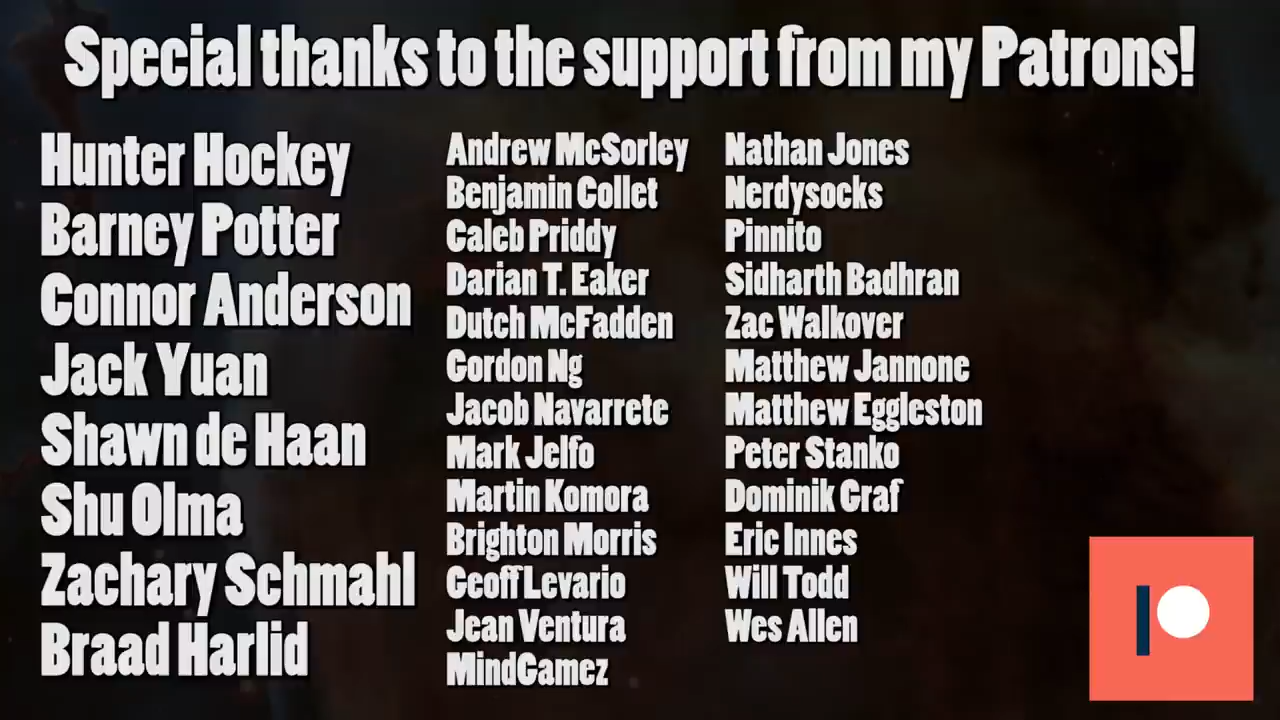 Special thanks to the support from my Patrons!
Hunter Hockey
Barney Potter
Connor Anderson
Jack Yuan
Shawn de Haan
Shu Olma
Zachary Schmahl
Braad Harlid
Andrew McSorley
Benjamin Collet
Caleb Priddy
Darian T. Eaker
Dutch McFadden
Gordon Ng
Jacob Navarrete
Mark Jelfo
Martin Komora
Brighton Morris
Geoff Levario
Jean Ventura
MindGamez
Nathan Jones
Nerdysocks
Pinnito
Sidharth Badhran
Zac Walkover
Matthew Jannone
Matthew Eggleston
Peter Stanko
Dominik Graf
Eric Innes
Will Todd
Wes Allen